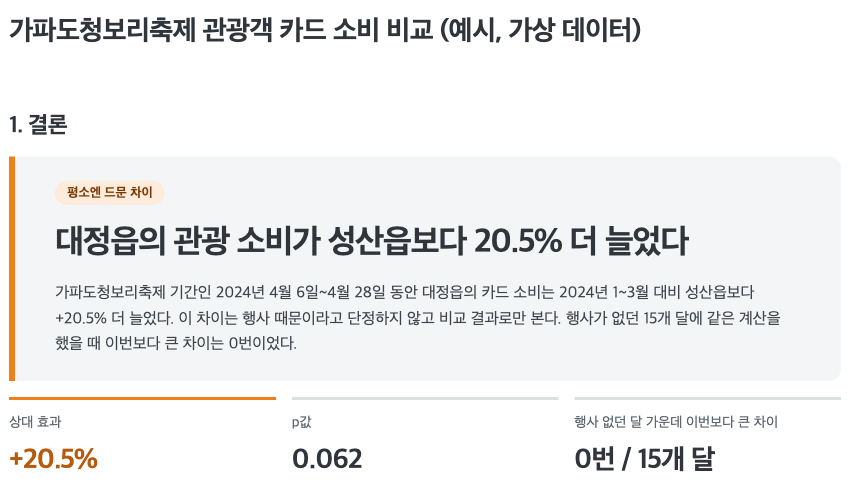 가파도청보리축제 관광객 카드 소비 비교 (예시, 가상 데이터)
1. 결론
평소엔 드문 차이
대정읍의 관광 소비가 성산읍보다 20.5% 더 늘었다
가파도청보리축제 기간인 2024년 4월 6일~4월 28일 동안 대정읍의 카드 소비는 2024년 1~3월 대비 성산읍보다
+20.5% 더 늘었다. 이 차이는 행사 때문이라고 단정하지 않고 비교 결과로만 본다. 행사가 없던 15개 달에 같은 계산을
했을 때 이번보다 큰 차이는 0번이었다.
상대 효과
p값
행사 없던 달 가운데 이번보다 큰 차이
+20.5%
0.062
0번 / 15개 달